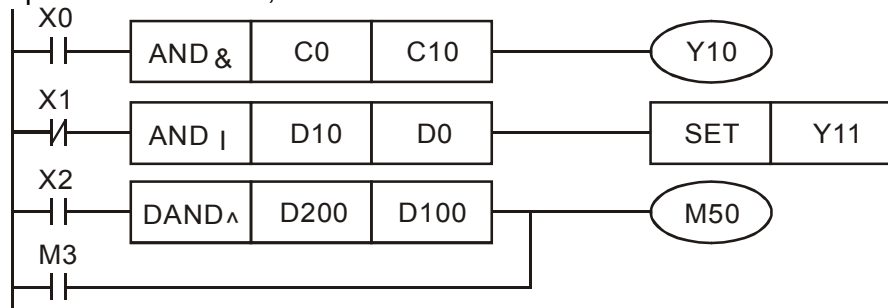 X0
AND & C0 C10 Y10
X1
AND | D10 D0 SET Y11
X2
DAND^ D200 D100 M50
M3